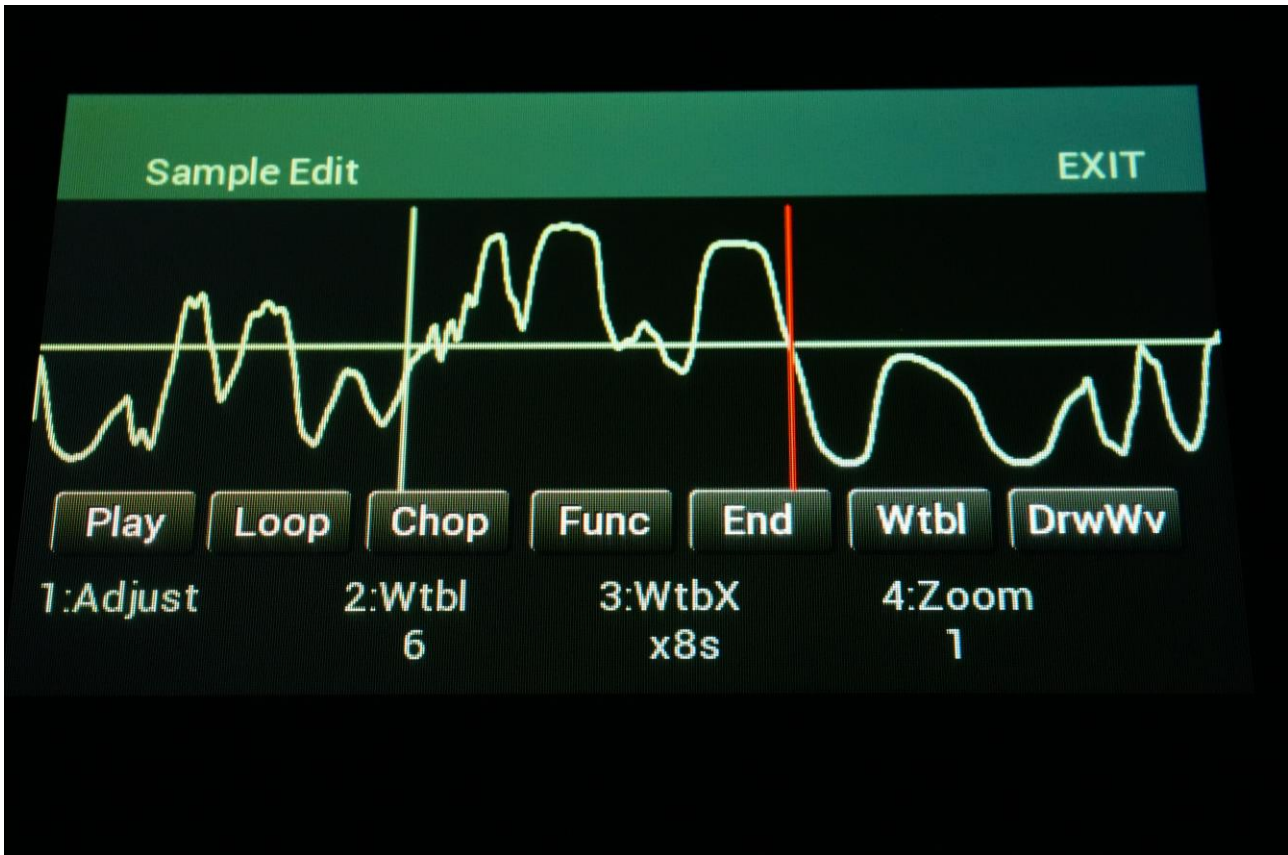 Sample Edit EXIT
Play Loop Chop Func End Wtbl DrwWv
1:Adjust 2:Wtbl 3:WtbX 4:Zoom
6 x8s 1